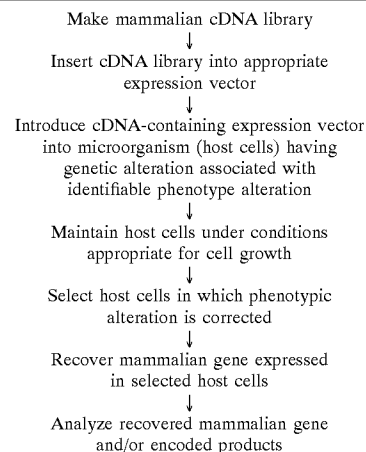 Make mammalian cDNA library
↓
Insert cDNA library into appropriate
expression vector
↓
Introduce cDNA-containing expression vector
into microorganism (host cells) having
genetic alteration associated with
identifiable phenotype alteration
↓
Maintain host cells under conditions
appropriate for cell growth
↓
Select host cells in which phenotypic
alteration is corrected
↓
Recover mammalian gene expressed
in selected host cells
↓
Analyze recovered mammalian gene
and/or encoded products